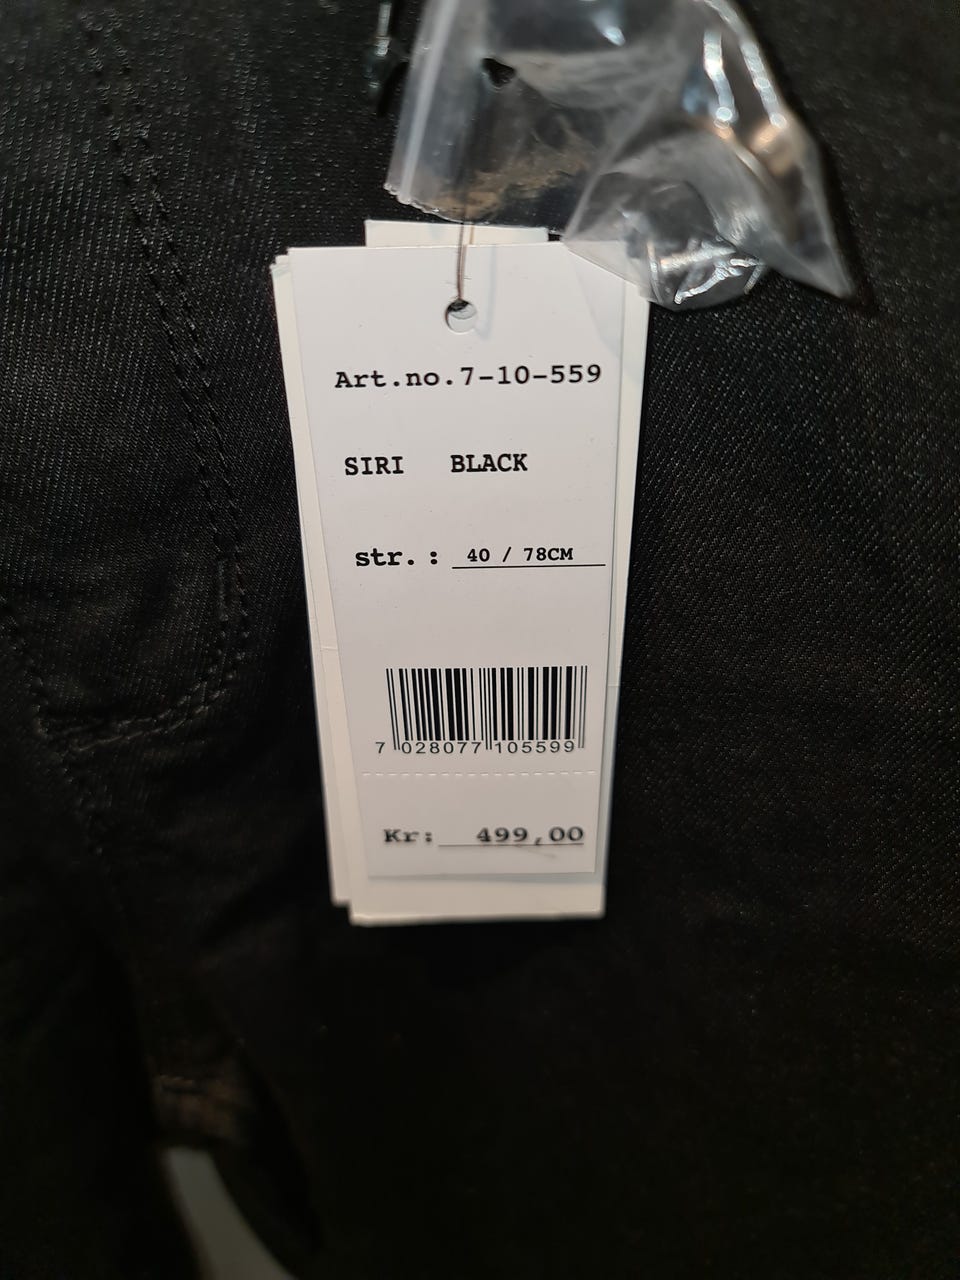 Art.no.7-10-559
SIRI BLACK
str.: 40 / 78CM
7 028077 105599
Kr: 499,00